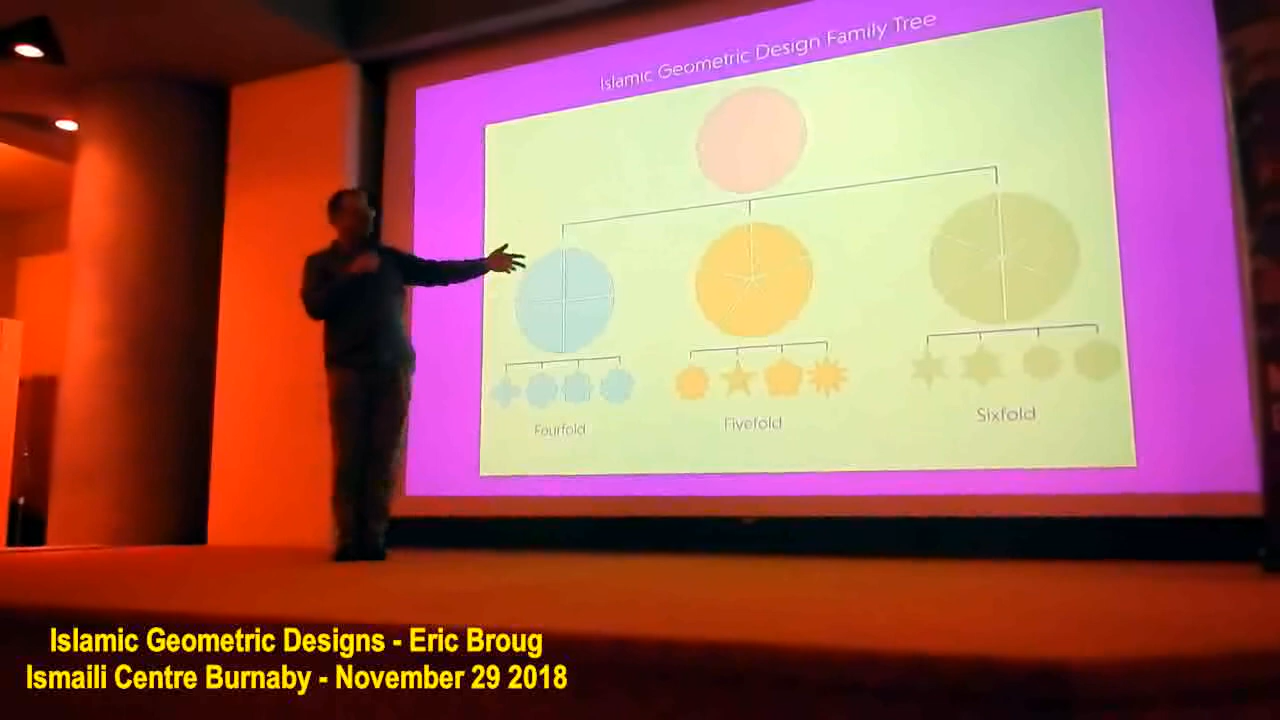 Islamic Geometric Design Family Tree
Fourfold
Fivefold
Sixfold
Islamic Geometric Designs - Eric Broug
Ismaili Centre Burnaby - November 29 2018